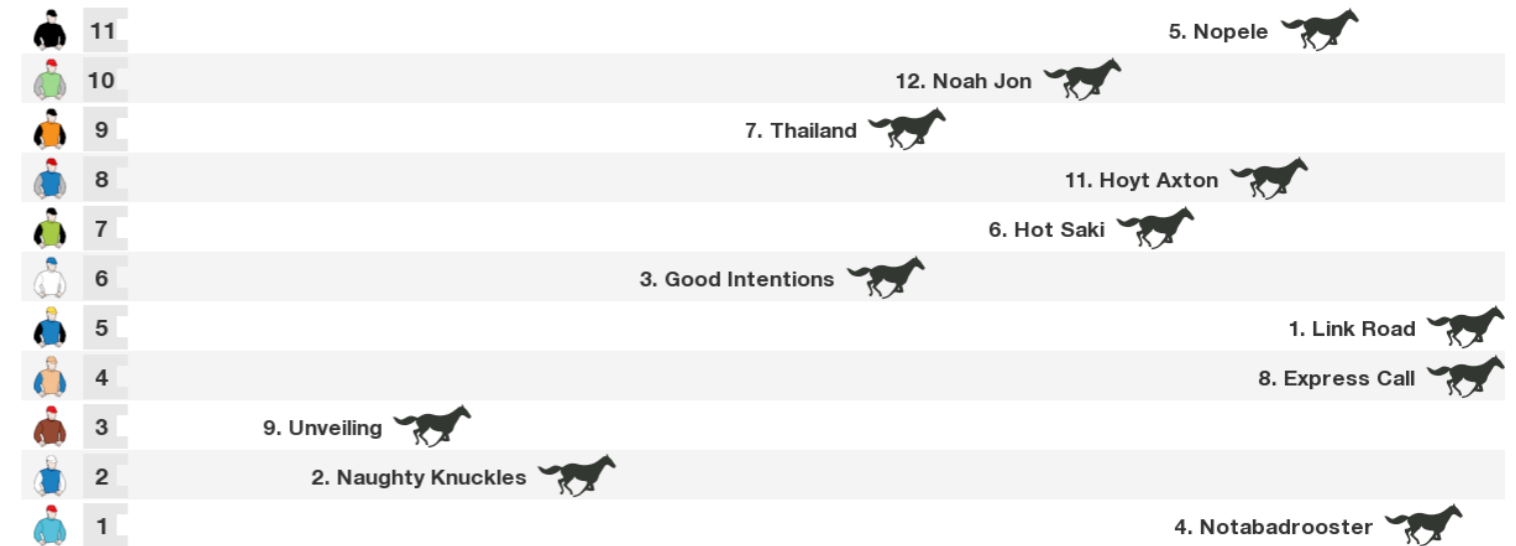 11 5. Nopele
10 12. Noah Jon
9 7. Thailand
8 11. Hoyt Axton
7 6. Hot Saki
6 3. Good Intentions
5 1. Link Road
4 8. Express Call
3 9. Unveiling
2 2. Naughty Knuckles
1 4. Notabadrooster